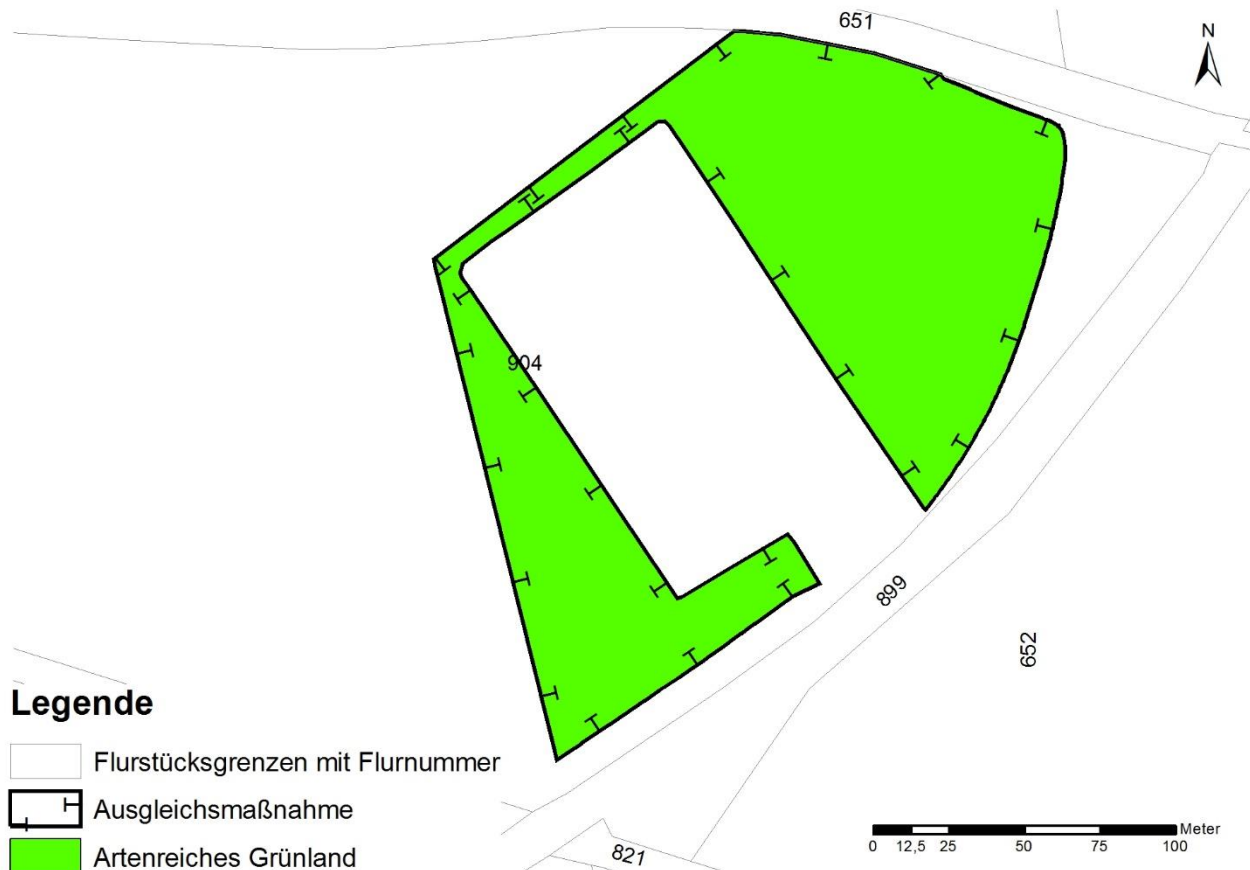 651
N
904
899
652
Legende
Flurstücksgrenzen mit Flurnummer
Ausgleichsmaßnahme
Artenreiches Grünland
821
Meter
0 12,5 25 50 75 100